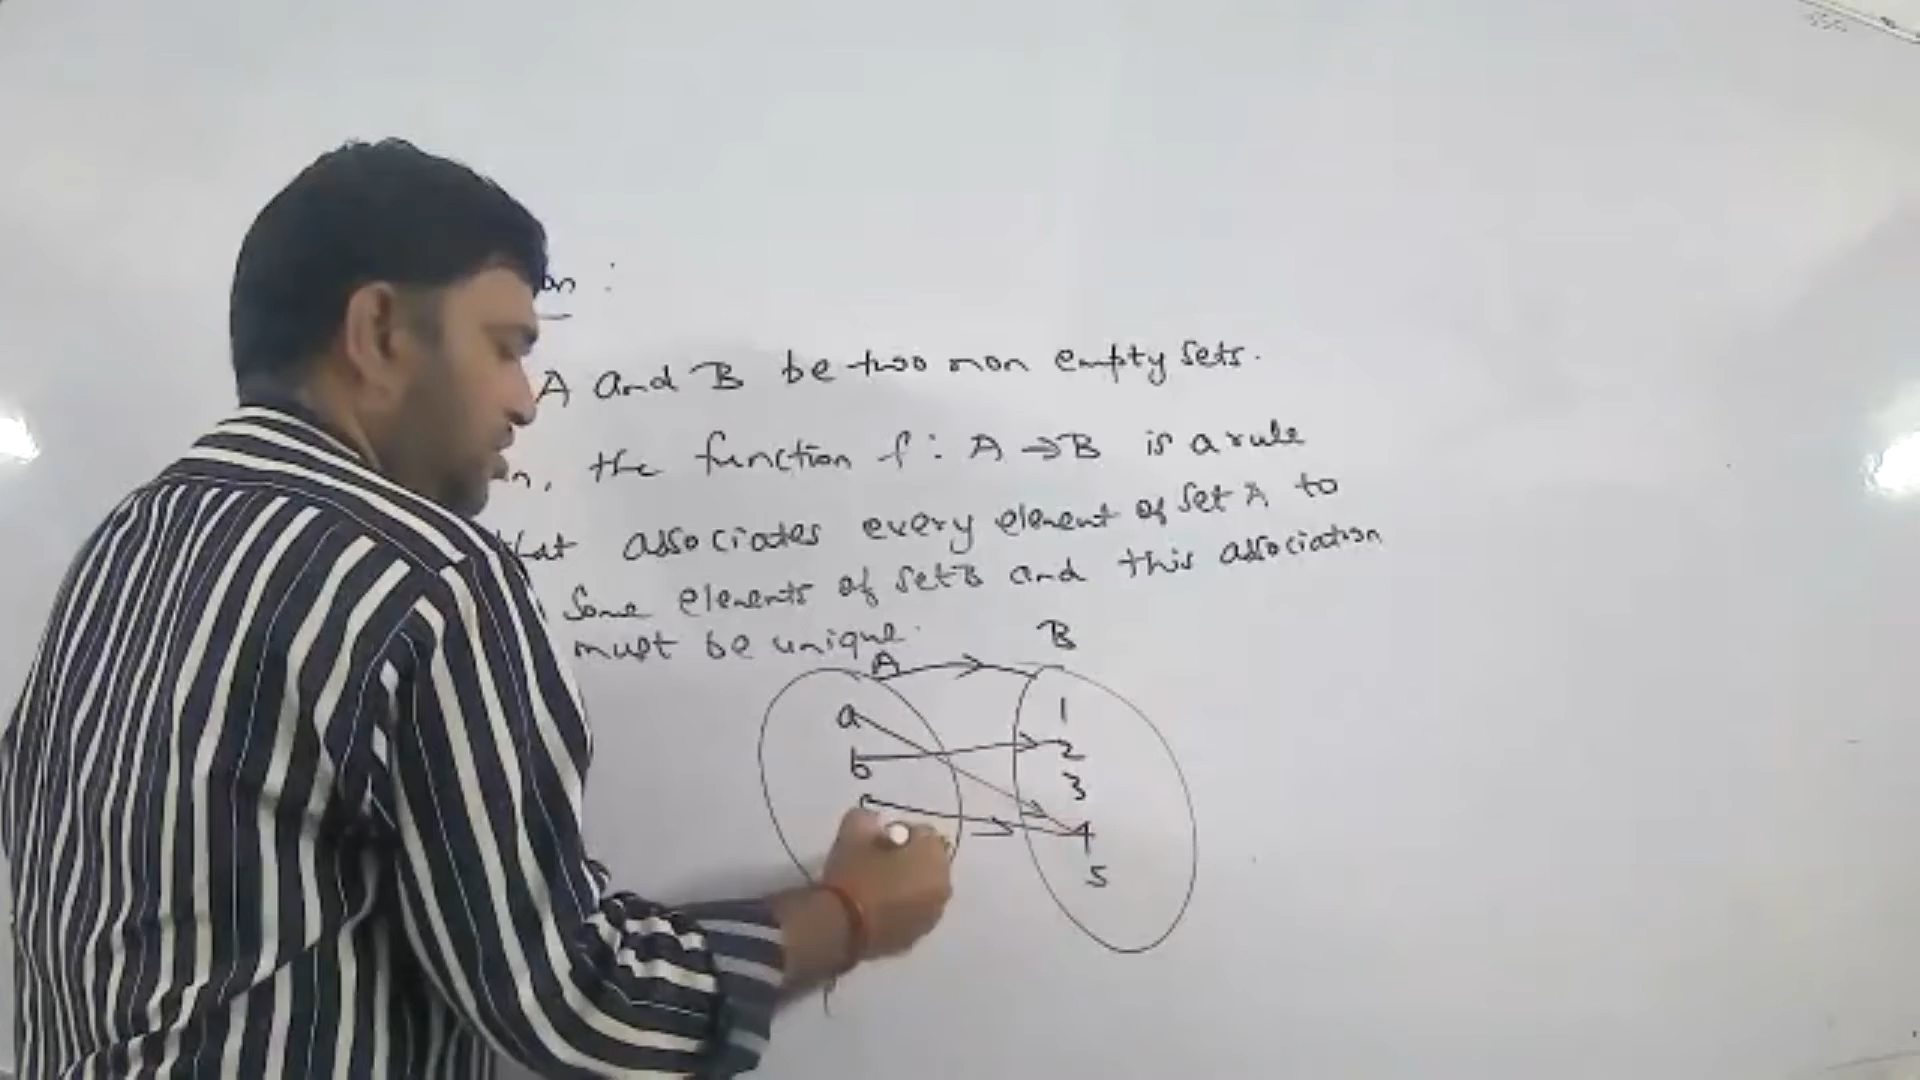 on :
A and B be two non empty sets.
n, the function f : A → B is a rule
that associates every element of set A to
some elements of set B and this association
must be unique.
A B
a 1
b 2
3
c 4
5